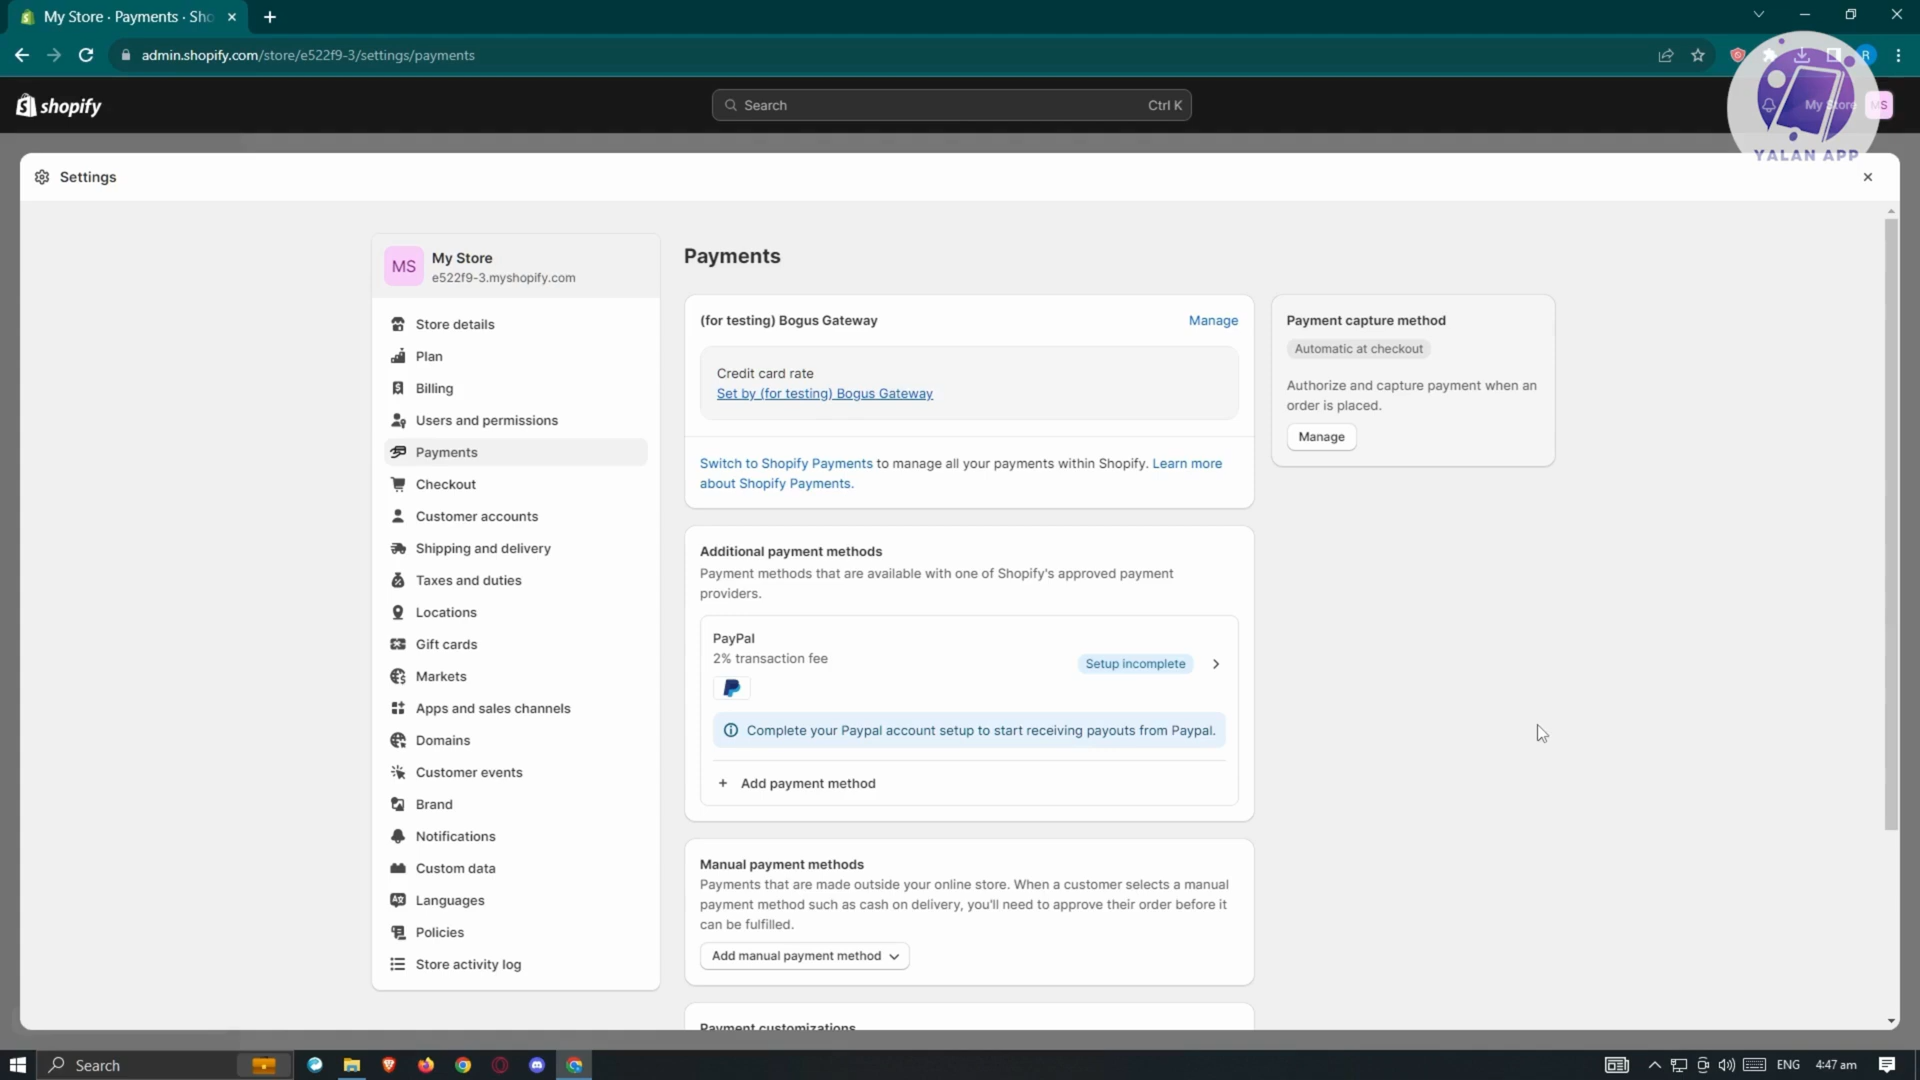 My Store · Payments · Sho
admin.shopify.com/store/e522f9-3/settings/payments
R
shopify
Search
Ctrl K
My Store
MS
YALAN APP
Settings
MS
My Store
e522f9-3.myshopify.com
Store details
Plan
Billing
Users and permissions
Payments
Checkout
Customer accounts
Shipping and delivery
Taxes and duties
Locations
Gift cards
Markets
Apps and sales channels
Domains
Customer events
Brand
Notifications
Custom data
Languages
Policies
Store activity log
Payments
(for testing) Bogus Gateway
Manage
Credit card rate
Set by (for testing) Bogus Gateway
Switch to Shopify Payments to manage all your payments within Shopify. Learn more
about Shopify Payments.
Additional payment methods
Payment methods that are available with one of Shopify's approved payment
providers.
PayPal
2% transaction fee
Setup incomplete
Complete your Paypal account setup to start receiving payouts from Paypal.
+ Add payment method
Manual payment methods
Payments that are made outside your online store. When a customer selects a manual
payment method such as cash on delivery, you'll need to approve their order before it
can be fulfilled.
Add manual payment method
Payment customizations
Payment capture method
Automatic at checkout
Authorize and capture payment when an
order is placed.
Manage
Search
ENG
4:47 am